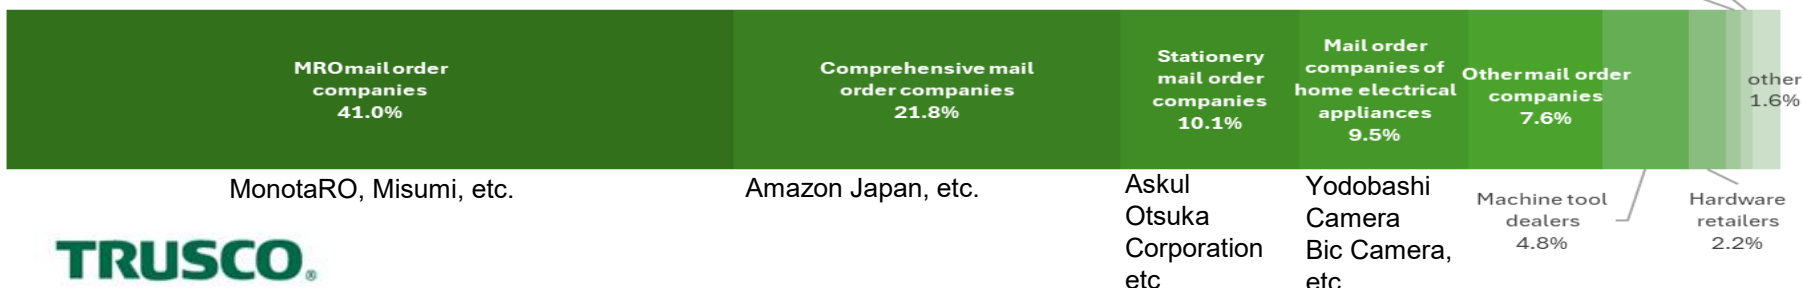 MRO mail order
companies
41.0%
Comprehensive mail
order companies
21.8%
Stationery
mail order
companies
10.1%
Mail order
companies of
home electrical
appliances
9.5%
Other mail order
companies
7.6%
other
1.6%
MonotaRO, Misumi, etc.
Amazon Japan, etc.
Askul
Otsuka
Corporation
etc
Yodobashi
Camera
Bic Camera,
etc
Machine tool
dealers
4.8%
Hardware
retailers
2.2%
TRUSCO®